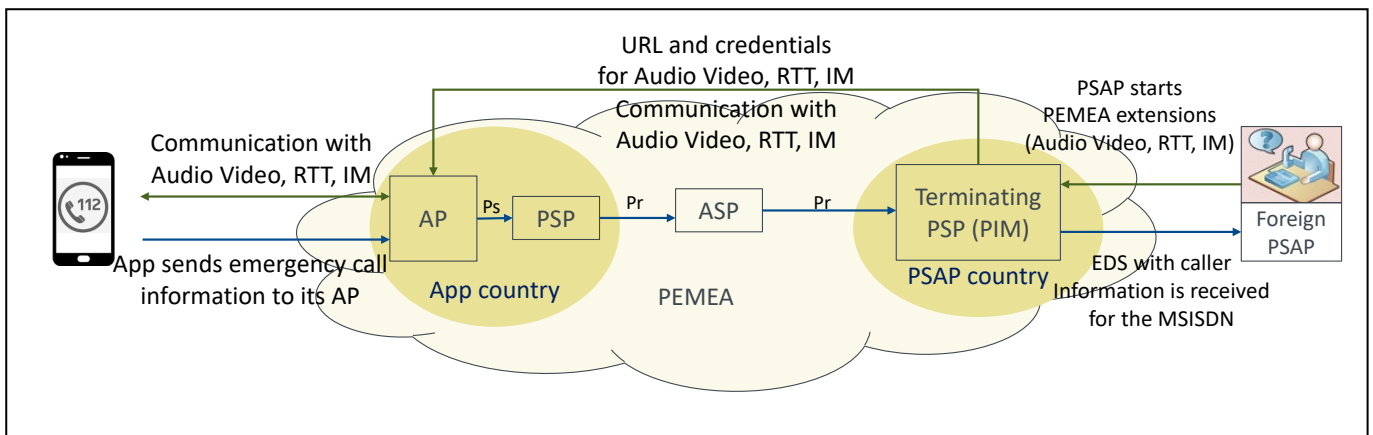 URL and credentials
for Audio Video, RTT, IM
Communication with
Audio Video, RTT, IM
PSAP starts
PEMEA extensions
(Audio Video, RTT, IM)
Communication with
Audio Video, RTT, IM
112
AP
Ps
PSP
Pr
ASP
Pr
Terminating
PSP (PIM)
Foreign
PSAP
App sends emergency call
information to its AP
App country
PEMEA
PSAP country
EDS with caller
Information is received
for the MSISDN